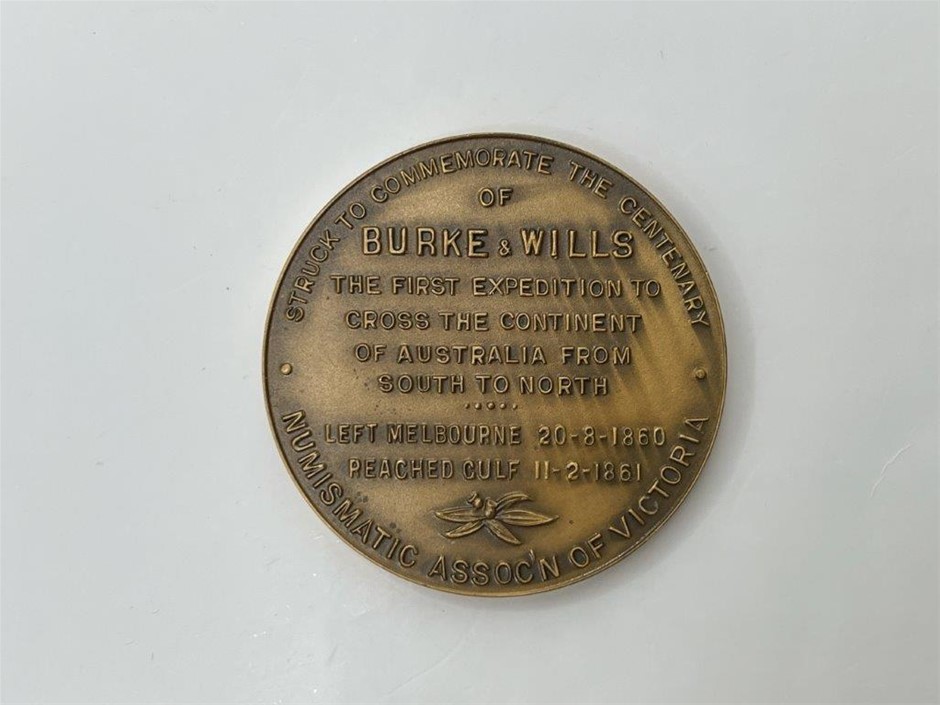 STRUCK TO COMMEMORATE THE CENTENARY
OF
BURKE & WILLS
THE FIRST EXPEDITION TO
CROSS THE CONTINENT
OF AUSTRALIA FROM
SOUTH TO NORTH
LEFT MELBOURNE 20-8-1860
REACHED GULF 11-2-1861
NUMISMATIC ASSOC'N OF VICTORIA